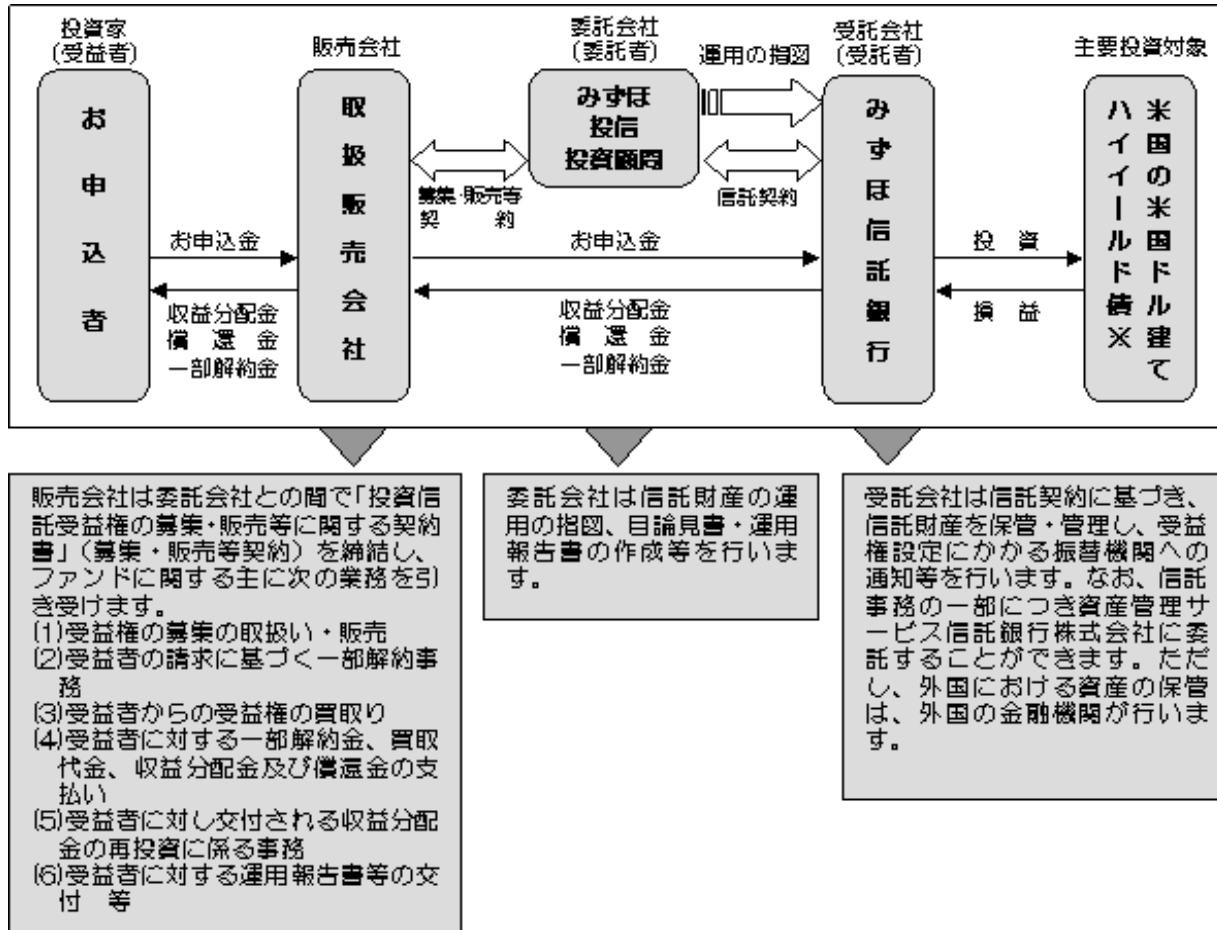 投資家
(受益者)
販売会社
委託会社
(委託者)
運用の指図
受託会社
(受託者)
主要投資対象
お申込者
取扱販売会社
みずほ
投信
投資顧問
みずほ信託銀行
米国の米国ドル建て
ハイイールド債※
募集・販売等
契約
信託契約
お申込金
お申込金
投資
収益分配金
償還金
一部解約金
収益分配金
償還金
一部解約金
損益
販売会社は委託会社との間で「投資信
託受益権の募集・販売等に関する契約
書」(募集・販売等契約)を締結し、
ファンドに関する主に次の業務を引
き受けます。
(1)受益権の募集の取扱い・販売
(2)受益者の請求に基づく一部解約事
務
(3)受益者からの受益権の買取り
(4)受益者に対する一部解約金、買取
代金、収益分配金及び償還金の支
払い
(5)受益者に対し交付される収益分配
金の再投資に係る事務
(6)受益者に対する運用報告書等の交
付 等
委託会社は信託財産の運
用の指図、目論見書・運用
報告書の作成等を行いま
す。
受託会社は信託契約に基づき、
信託財産を保管・管理し、受益
権設定にかかる振替機関への
通知等を行います。なお、信託
事務の一部につき資産管理サ
ービス信託銀行株式会社に委
託することができます。ただ
し、外国における資産の保管
は、外国の金融機関が行いま
す。